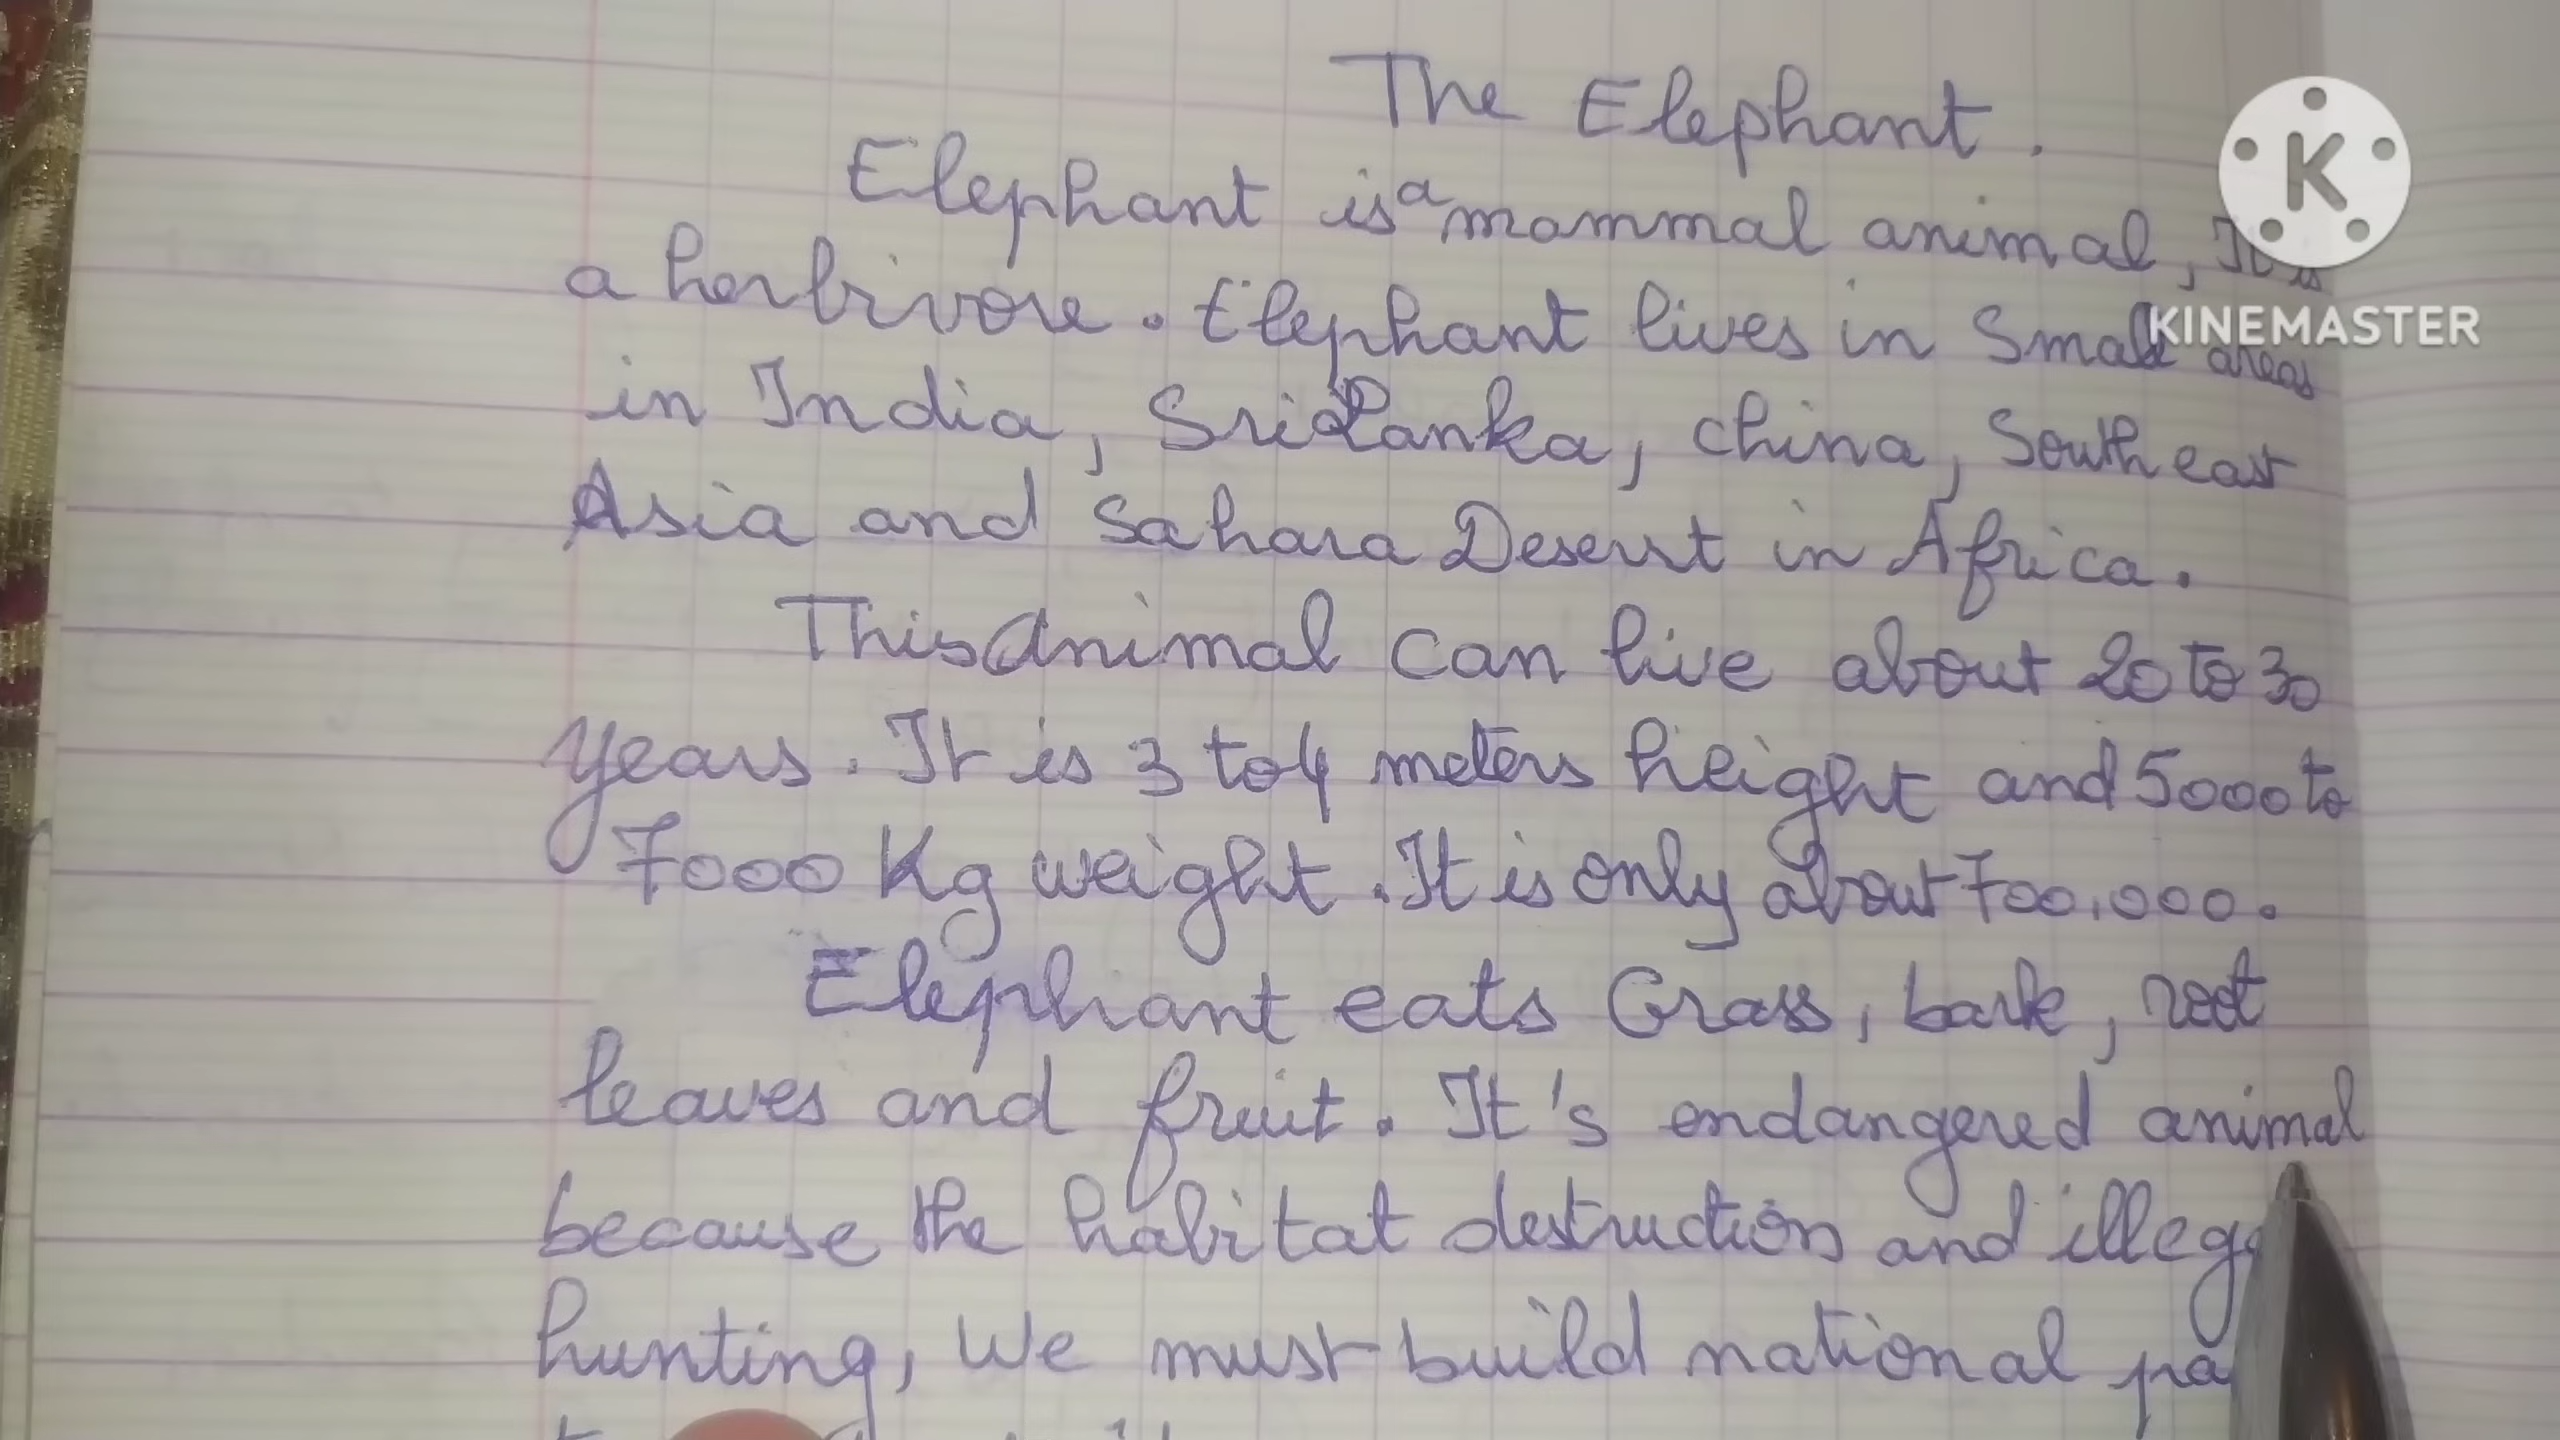 The Elephant.
Elephant is a mammal animal, It is
a herbivore. Elephant lives in Small areas
in India, Sri Lanka, china, South east
Asia and Sahara Desert in Africa.
This animal can live about 20 to 30
years. It is 3 to 4 meters height and 5000 to
7000 Kg weight. It is only about 700.000.
Elephant eats Grass, bark, root
leaves and fruit. It's endangered animal
because the habitat destruction and
hunting, We must build national
K
KINEMASTER